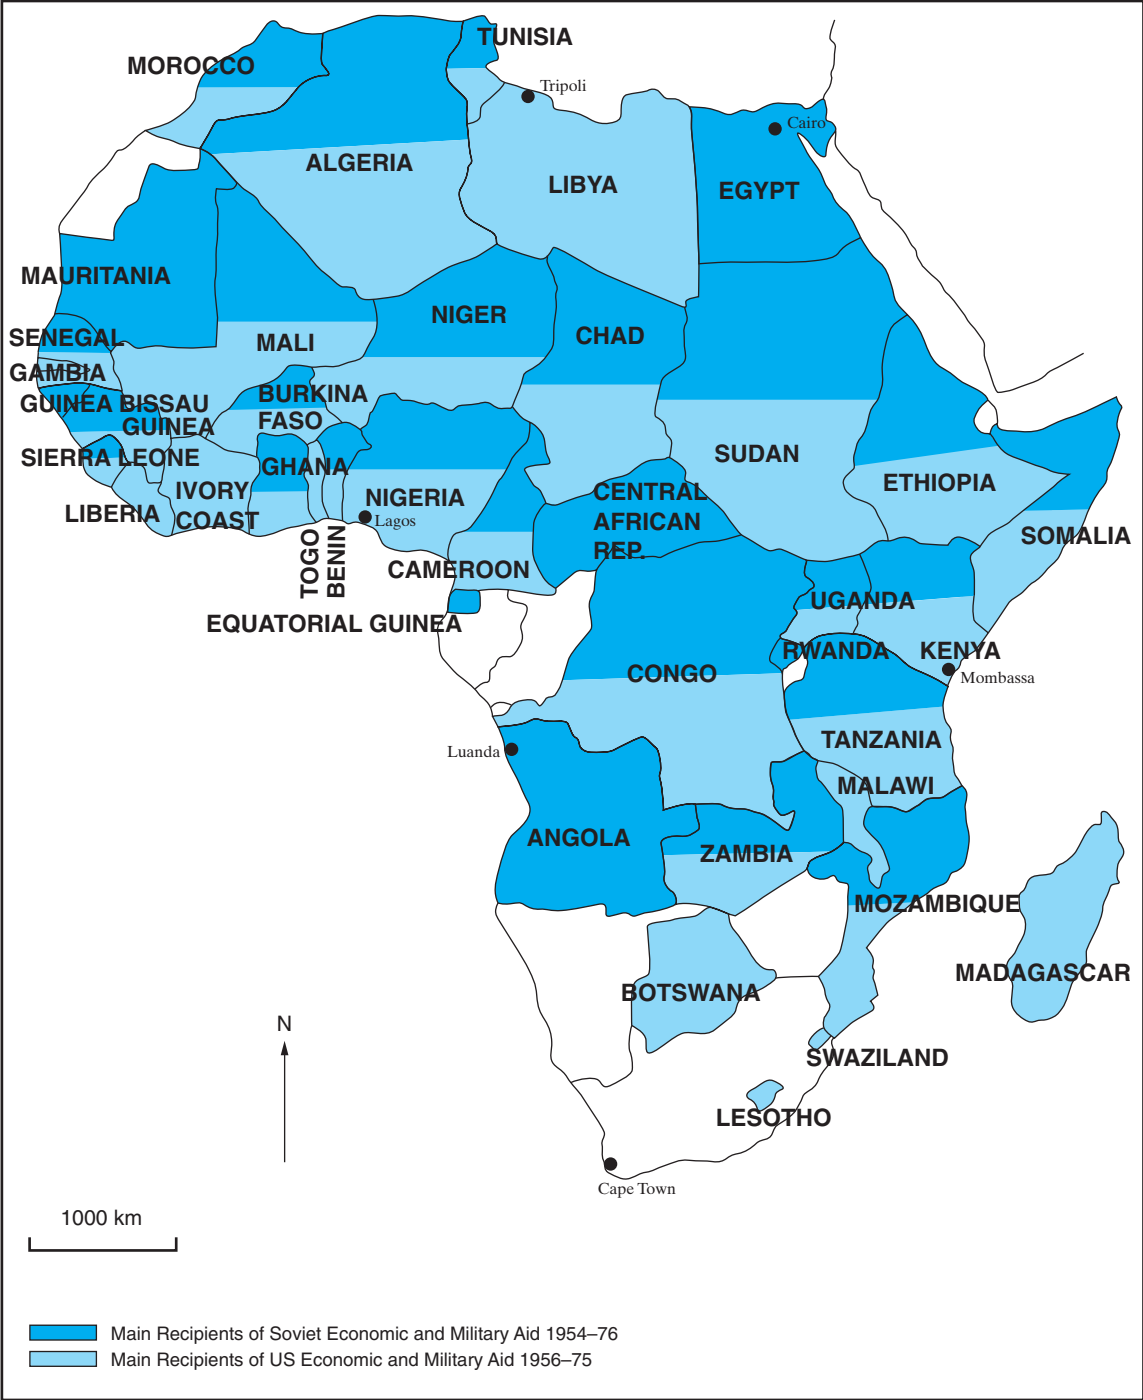 TUNISIA
MOROCCO
Tripoli
Cairo
ALGERIA
LIBYA
EGYPT
MAURITANIA
NIGER
SENEGAL
MALI
CHAD
GAMBIA
BURKINA
FASO
GUINEA BISSAU
GUINEA
SUDAN
SIERRA LEONE
GHANA
ETHIOPIA
IVORY
COAST
NIGERIA
CENTRAL
AFRICAN
REP.
LIBERIA
Lagos
SOMALIA
TOGO
BENIN
CAMEROON
UGANDA
EQUATORIAL GUINEA
RWANDA
KENYA
CONGO
Mombassa
Luanda
TANZANIA
MALAWI
ANGOLA
ZAMBIA
MOZAMBIQUE
MADAGASCAR
BOTSWANA
N
SWAZILAND
LESOTHO
Cape Town
1000 km
Main Recipients of Soviet Economic and Military Aid 1954–76
Main Recipients of US Economic and Military Aid 1956–75